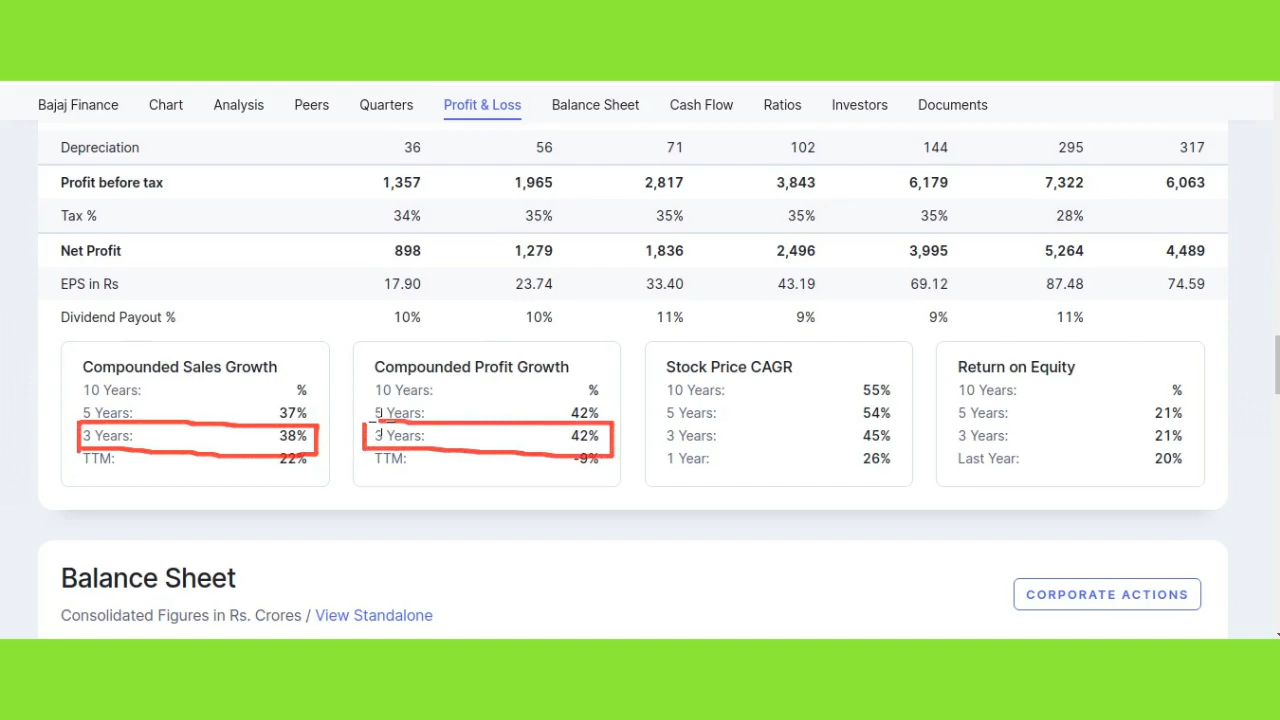 Bajaj Finance Chart Analysis Peers Quarters Profit & Loss Balance Sheet Cash Flow Ratios Investors Documents
Depreciation 36 56 71 102 144 295 317
Profit before tax 1,357 1,965 2,817 3,843 6,179 7,322 6,063
Tax % 34% 35% 35% 35% 35% 28%
Net Profit 898 1,279 1,836 2,496 3,995 5,264 4,489
EPS in Rs 17.90 23.74 33.40 43.19 69.12 87.48 74.59
Dividend Payout % 10% 10% 11% 9% 9% 11%
Compounded Sales Growth
10 Years: %
5 Years: 37%
3 Years: 38%
TTM: 22%
Compounded Profit Growth
10 Years: %
5 Years: 42%
3 Years: 42%
TTM: -9%
Stock Price CAGR
10 Years: 55%
5 Years: 54%
3 Years: 45%
1 Year: 26%
Return on Equity
10 Years: %
5 Years: 21%
3 Years: 21%
Last Year: 20%
Balance Sheet
CORPORATE ACTIONS
Consolidated Figures in Rs. Crores / View Standalone